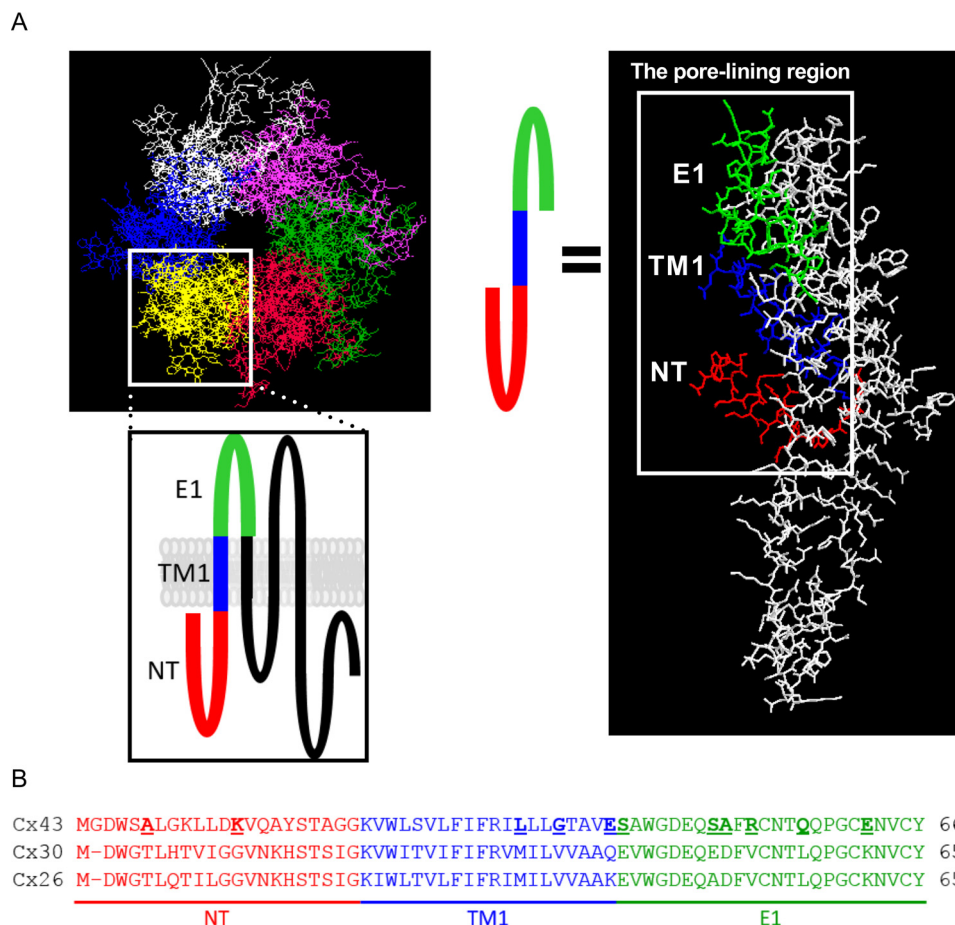 A
The pore-lining region
E1
TM1
NT
E1
TM1
NT
B
Cx43 MGDWSALGKLLDKVQAYSTAGGKVWLSVLFIFRILLLGTAVESAWGDEQSAFRCNTQQPGCENVCY 66
Cx30 M-DWGTLHTVIGGVNKHSTSIGKVWITVIFIFRVMILVVAAQEVWGDEQEDFVCNTLQPGCKNVCY 65
Cx26 M-DWGTLQTILGGVNKHSTSIGKIWLTVLFIFRIMILVVAAKEVWGDEQADFVCNTLQPGCKNVCY 65
NT TM1 E1